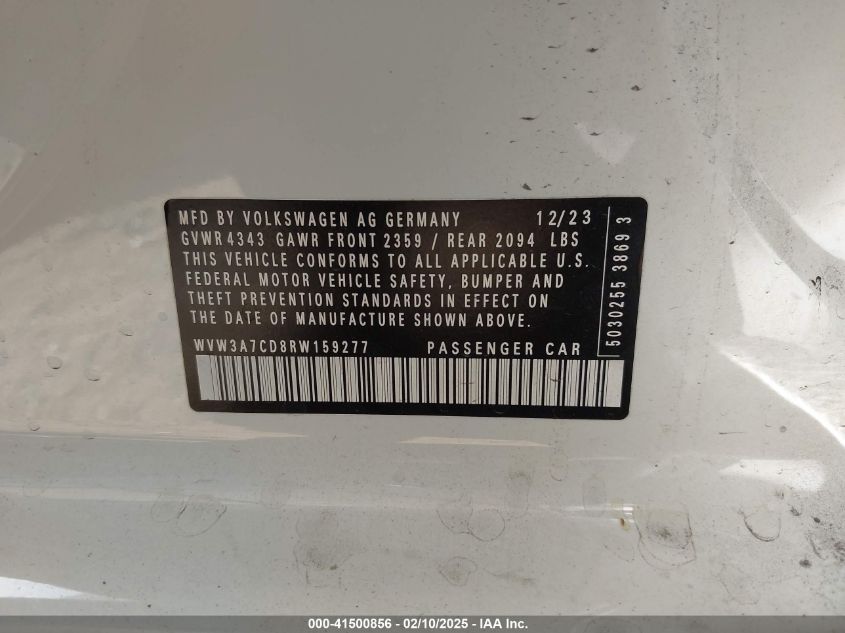 MFD BY VOLKSWAGEN AG GERMANY 12/23
GVWR 4343 GAWR FRONT 2359 / REAR 2094 LBS
THIS VEHICLE CONFORMS TO ALL APPLICABLE U.S.
FEDERAL MOTOR VEHICLE SAFETY, BUMPER AND
THEFT PREVENTION STANDARDS IN EFFECT ON
THE DATE OF MANUFACTURE SHOWN ABOVE.
WVW3A7CD8RW159277 PASSENGER CAR
5030255 3869 3
000-41500856 - 02/10/2025 - IAA Inc.